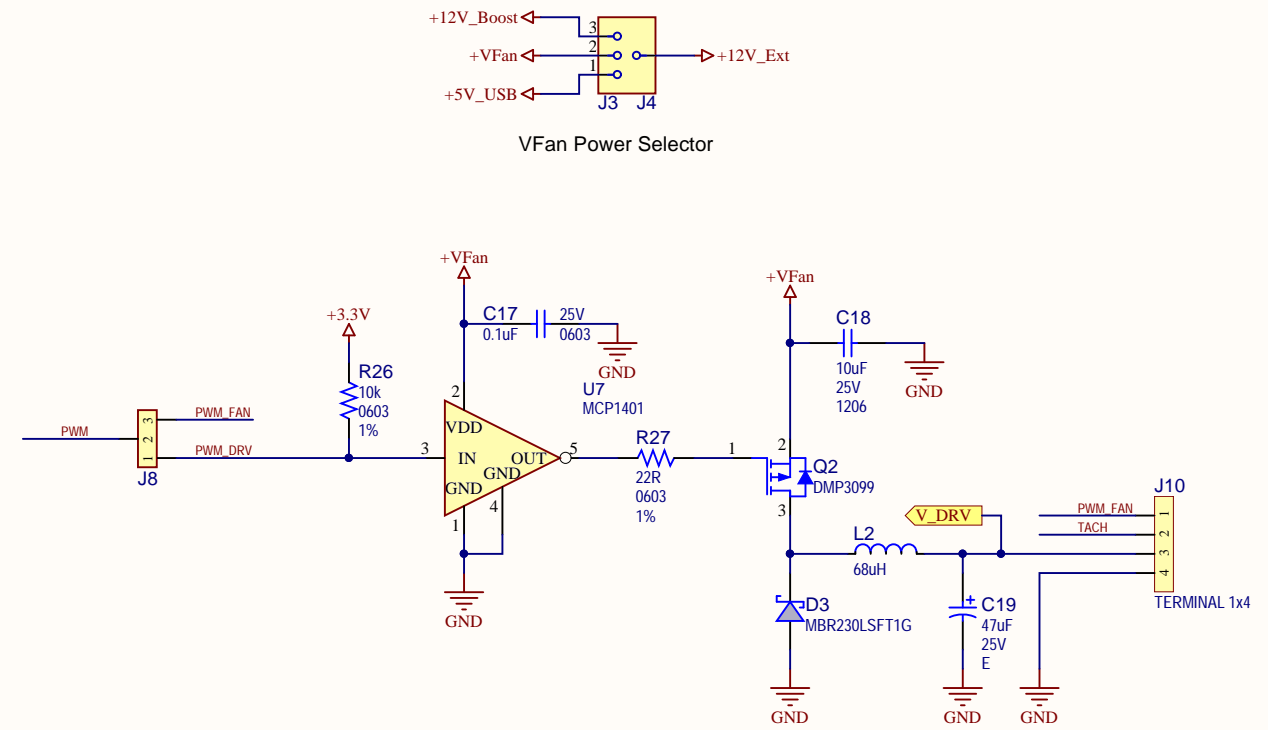 +12V_Boost
3
+VFan
2
+12V_Ext
1
+5V_USB
J3 J4
VFan Power Selector
+VFan
+VFan
+3.3V
C17
0.1uF
25V
0603
GND
C18
10uF
25V
1206
GND
R26
10k
0603
1%
U7
MCP1401
2
VDD
PWM
3
2
1
J8
PWM_FAN
PWM_DRV
3
IN
OUT
5
GND
GND
1
4
GND
R27
22R
0603
1%
1
2
Q2
DMP3099
3
V_DRV
L2
68uH
J10
PWM_FAN
1
TACH
2
3
4
TERMINAL 1x4
D3
MBR230LSFT1G
+
C19
47uF
25V
E
GND
GND
GND